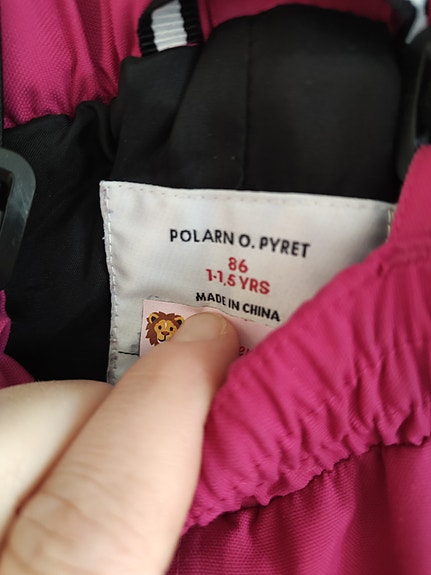 POLARN O. PYRET
86
1-1,5 YRS
MADE IN CHINA